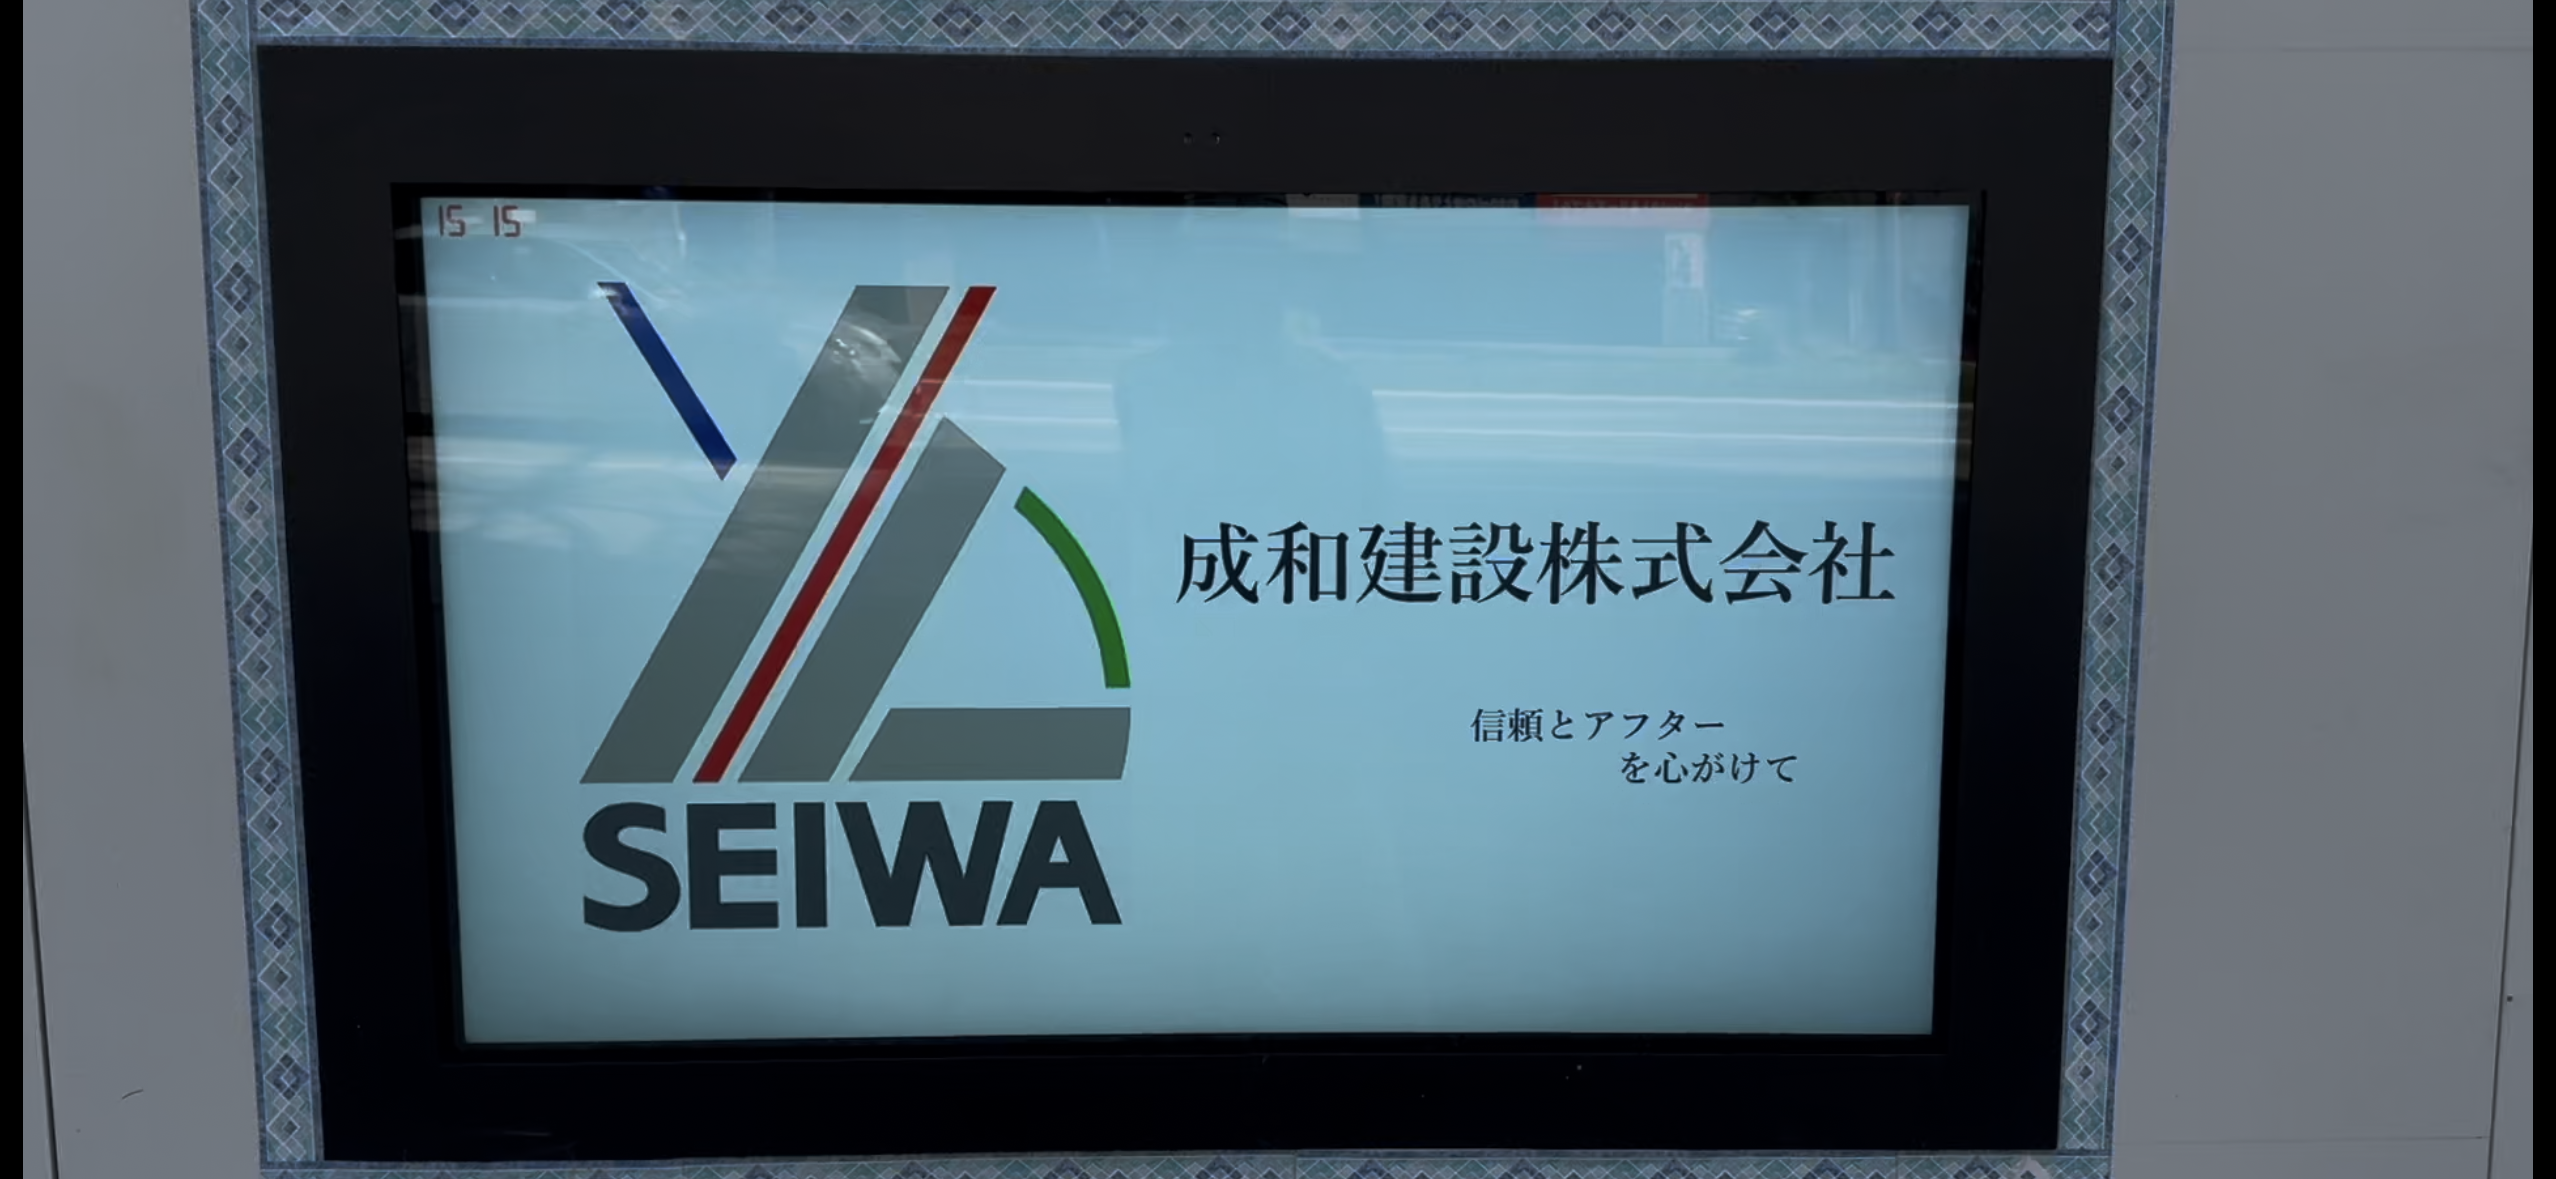 15 15
成和建設株式会社
信頼とアフター
を心がけて
SEIWA